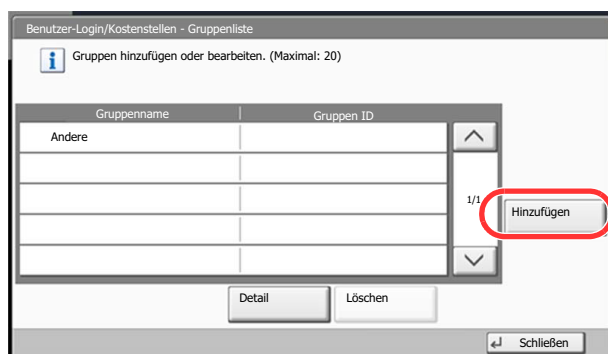 Benutzer-Login/Kostenstellen - Gruppenliste
Gruppen hinzufügen oder bearbeiten. (Maximal: 20)
Gruppenname Gruppen ID
Andere
1/1
Hinzufügen
Detail Löschen
Schließen